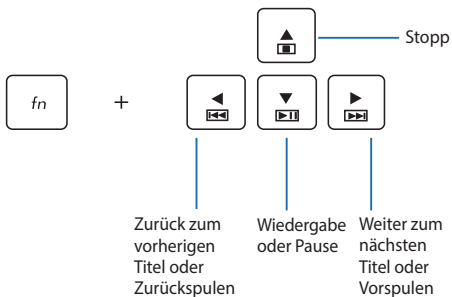 Stopp
fn +
Zurück zum
vorherigen
Titel oder
Zurückspulen
Wiedergabe
oder Pause
Weiter zum
nächsten
Titel oder
Vorspulen